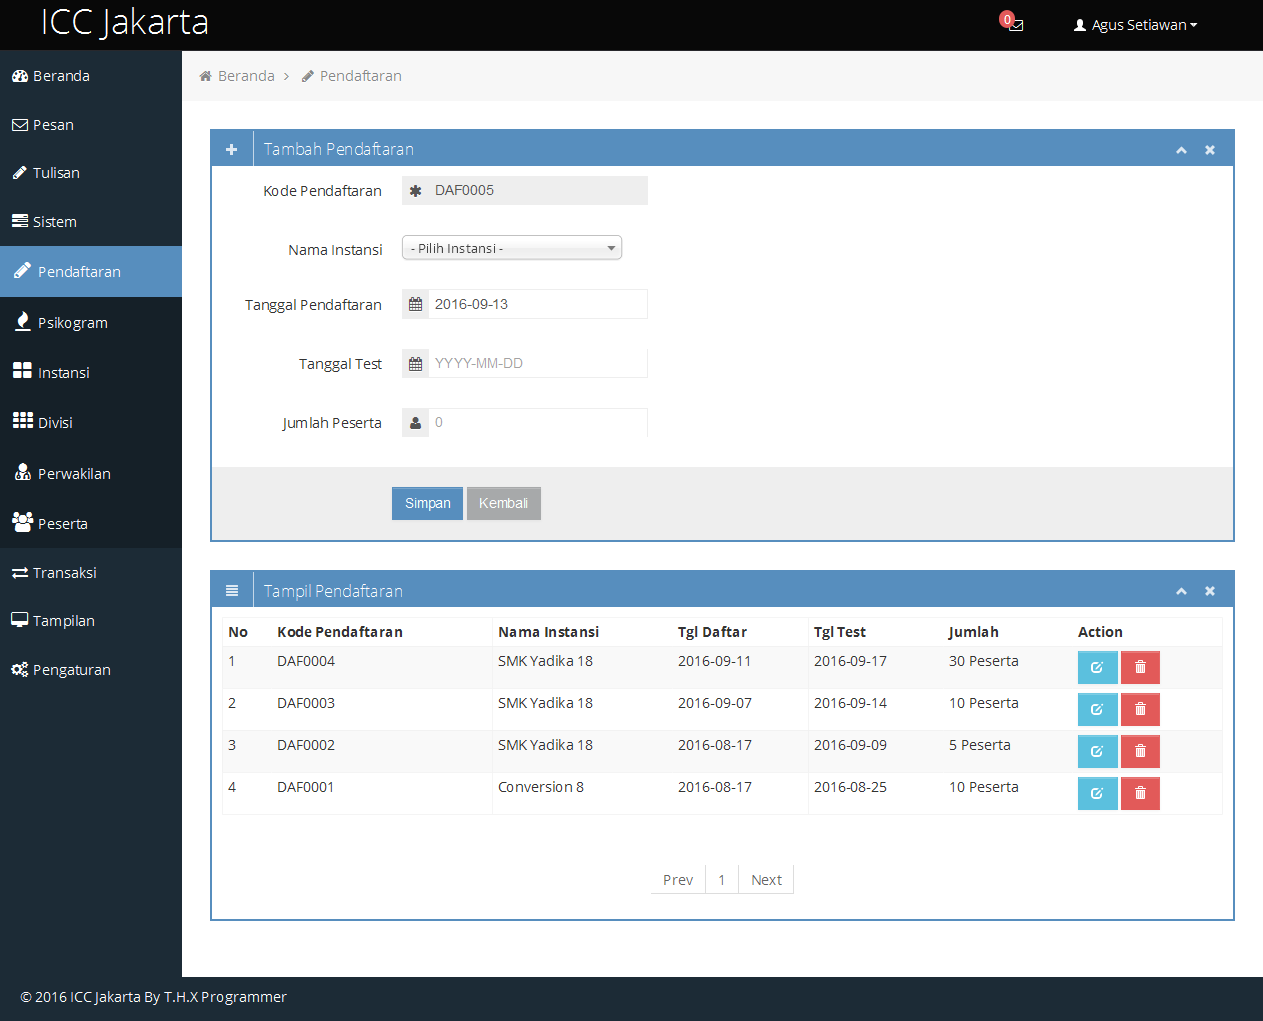 ICC Jakarta
0
Agus Setiawan
Beranda
Pesan
Tulisan
Sistem
Pendaftaran
Psikogram
Instansi
Divisi
Perwakilan
Peserta
Transaksi
Tampilan
Pengaturan
Beranda > Pendaftaran
Tambah Pendaftaran
Kode Pendaftaran DAF0005
Nama Instansi - Pilih Instansi -
Tanggal Pendaftaran 2016-09-13
Tanggal Test YYYY-MM-DD
Jumlah Peserta 0
Simpan Kembali
Tampil Pendaftaran
No Kode Pendaftaran Nama Instansi Tgl Daftar Tgl Test Jumlah Action
1 DAF0004 SMK Yadika 18 2016-09-11 2016-09-17 30 Peserta
2 DAF0003 SMK Yadika 18 2016-09-07 2016-09-14 10 Peserta
3 DAF0002 SMK Yadika 18 2016-08-17 2016-09-09 5 Peserta
4 DAF0001 Conversion 8 2016-08-17 2016-08-25 10 Peserta
Prev 1 Next
© 2016 ICC Jakarta By T.H.X Programmer